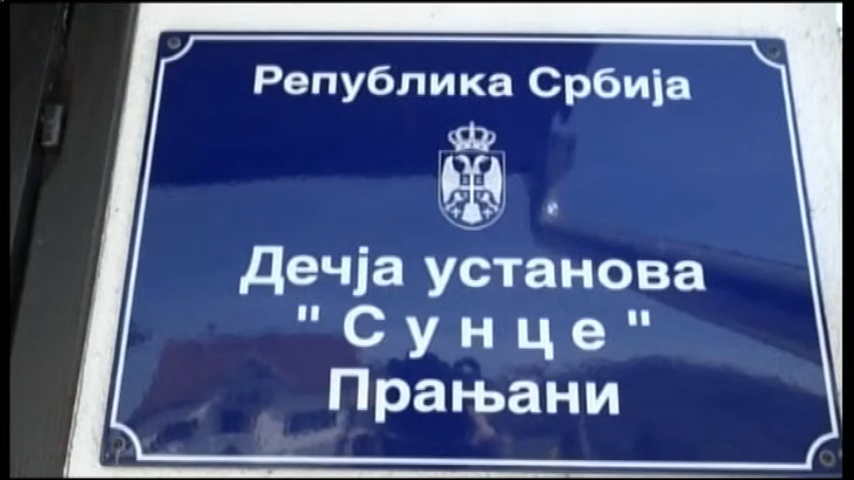 Република Србија
Дечја установа
" С у н ц е "
Прањани